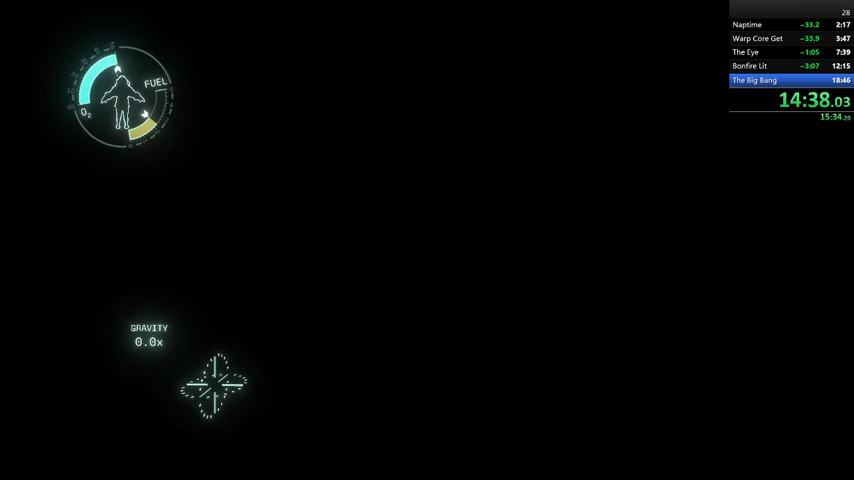 28
Naptime -33.2 2:17
Warp Core Get -33.9 3:47
The Eye -1:05 7:39
Bonfire Lit -3:07 12:15
The Big Bang 18:46
14:38.03
15:34.29
FUEL
O₂
GRAVITY
0.0x